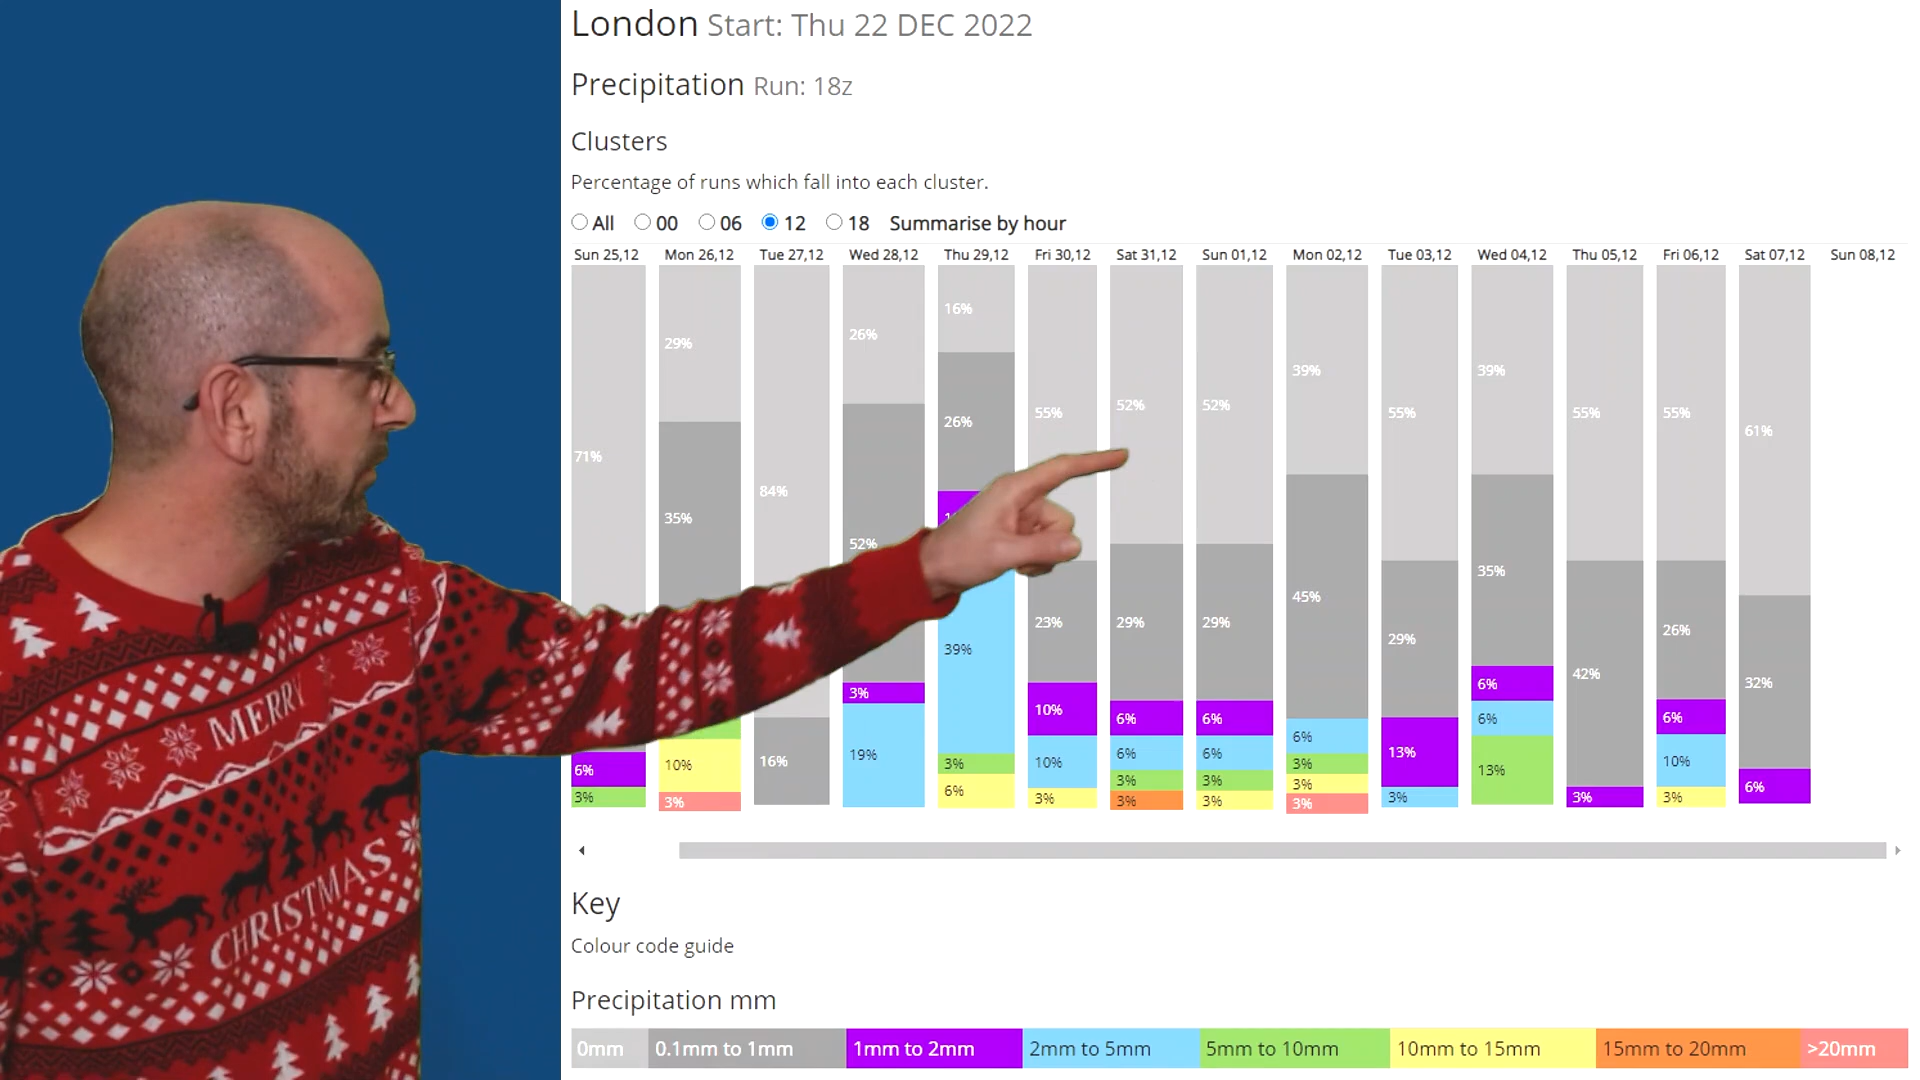 London Start: Thu 22 DEC 2022
Precipitation Run: 18z
Clusters
Percentage of runs which fall into each cluster.
All 00 06 12 18 Summarise by hour
Sun 25,12 Mon 26,12 Tue 27,12 Wed 28,12 Thu 29,12 Fri 30,12 Sat 31,12 Sun 01,12 Mon 02,12 Tue 03,12 Wed 04,12 Thu 05,12 Fri 06,12 Sat 07,12 Sun 08,12
71% 29% 84% 26% 16% 55% 52% 52% 39% 55% 39% 55% 55% 61%
35% 52% 26% 23% 29% 29% 45% 29% 35% 42% 26% 32%
6% 10% 16% 3% 39% 10% 6% 6% 6% 13% 6% 3% 6% 6%
3% 3% 19% 3% 10% 6% 6% 3% 3% 6% 10%
6% 3% 3% 3% 3% 13% 3%
3% 3% 3%
MERRY
CHRISTMAS
Key
Colour code guide
Precipitation mm
0mm 0.1mm to 1mm 1mm to 2mm 2mm to 5mm 5mm to 10mm 10mm to 15mm 15mm to 20mm >20mm